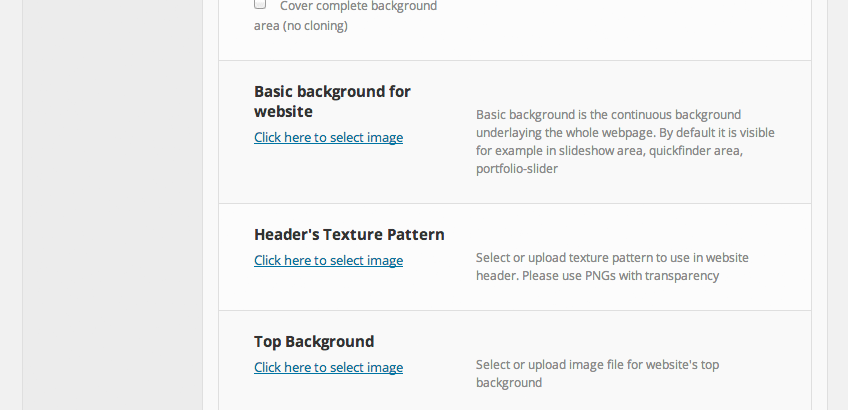 Cover complete background
area (no cloning)
Basic background for
website
Click here to select image
Basic background is the continuous background
underlaying the whole webpage. By default it is visible
for example in slideshow area, quickfinder area,
portfolio-slider
Header's Texture Pattern
Click here to select image
Select or upload texture pattern to use in website
header. Please use PNGs with transparency
Top Background
Click here to select image
Select or upload image file for website's top
background